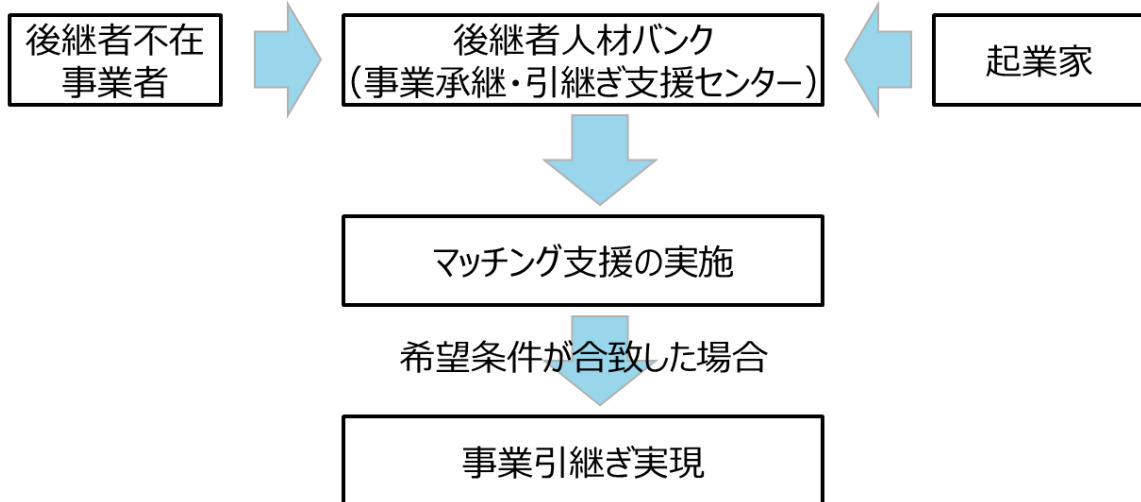 後継者不在
事業者
後継者人材バンク
（事業承継・引継ぎ支援センター）
起業家
マッチング支援の実施
希望条件が合致した場合
事業引継ぎ実現